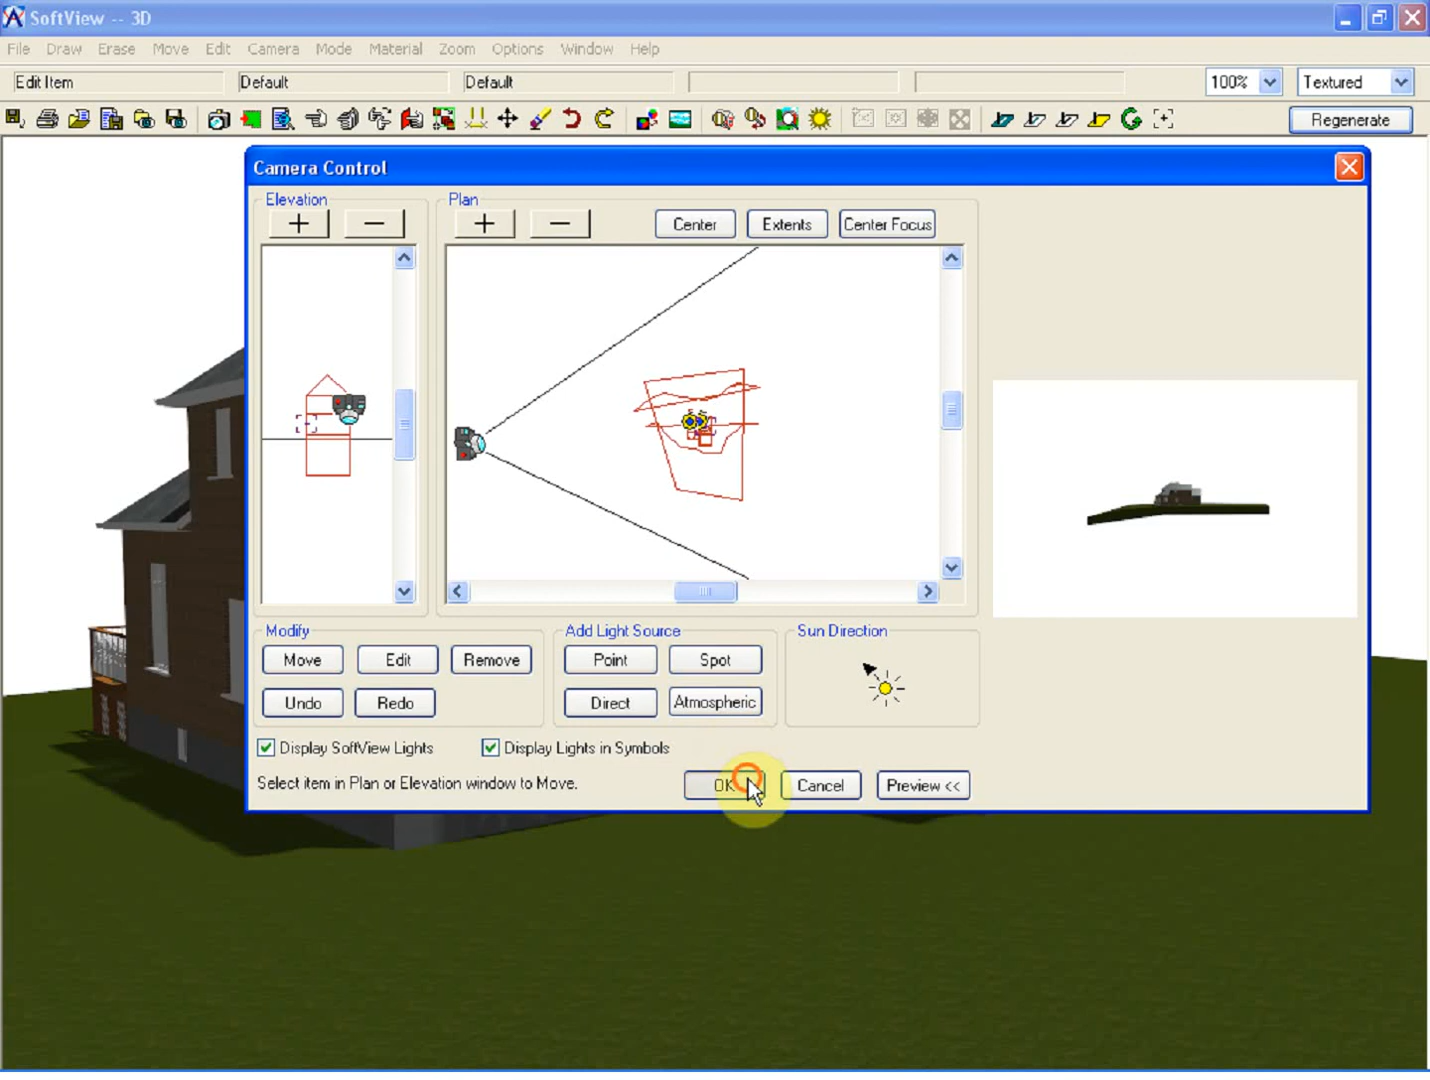 SoftView -- 3D
File Draw Erase Move Edit Camera Mode Material Zoom Options Window Help
Edit Item Default Default 100% Textured
Regenerate
Camera Control
Elevation Plan
+ − + − Center Extents Center Focus
Modify Add Light Source Sun Direction
Move Edit Remove Point Spot
Undo Redo Direct Atmospheric
Display SoftView Lights Display Lights in Symbols
Select item in Plan or Elevation window to Move. OK Cancel Preview <<